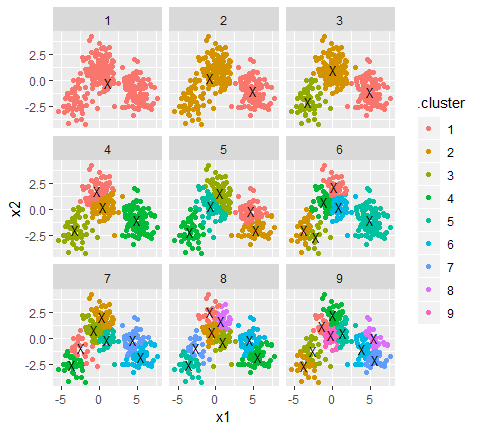 1 2 3
2.5
0.0
-2.5
X X X X X X
4 5 6
2.5
0.0
-2.5
X X X X X X X X X X X X X X X
7 8 9
2.5
0.0
-2.5
X X X X X X X X X X X X X X X X X X X X X X X X
-5 0 5 -5 0 5 -5 0 5
x1
x2
.cluster
1
2
3
4
5
6
7
8
9